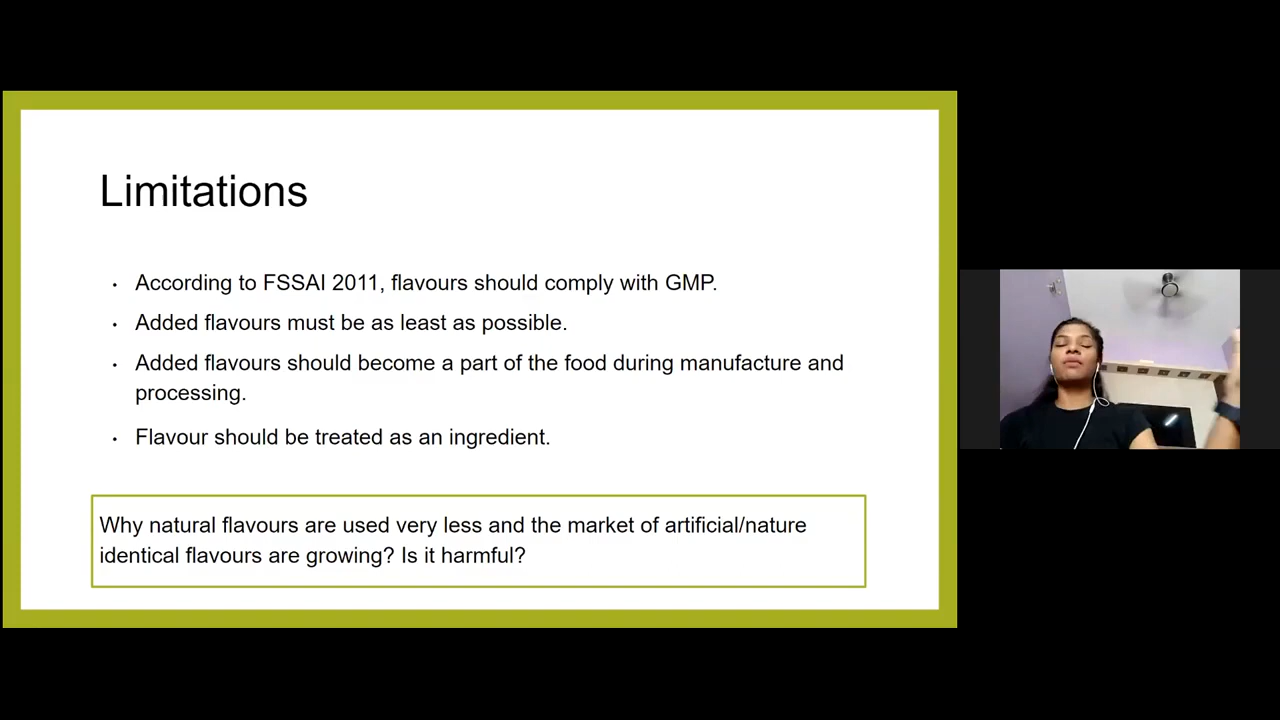 Limitations
• According to FSSAI 2011, flavours should comply with GMP.
• Added flavours must be as least as possible.
• Added flavours should become a part of the food during manufacture and
processing.
• Flavour should be treated as an ingredient.
Why natural flavours are used very less and the market of artificial/nature
identical flavours are growing? Is it harmful?